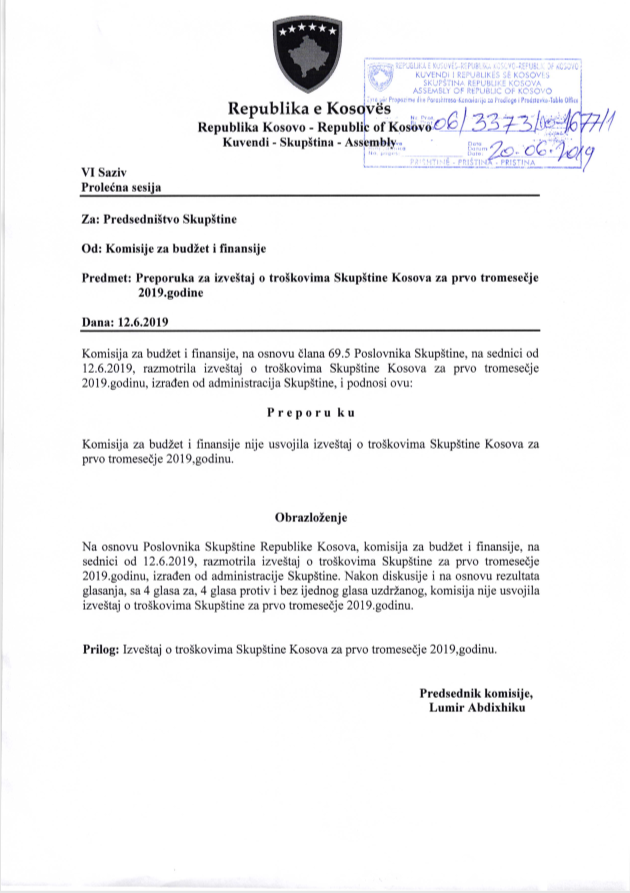 REPUBLIKA E KOSOVËS-REPUBLIKA KOSOVO-REPUBLIC OF KOSOVO
KUVENDI I REPUBLIKËS SË KOSOVËS
SKUPŠTINA REPUBLIKE KOSOVA
ASSEMBLY OF REPUBLIC OF KOSOVO
Republika e Kosovës
Republika Kosovo - Republic of Kosovo
06/3373/
Kuvendi - Skupština - Assembly
20.06.2019
PRISHTINË - PRIŠTINA - PRISTINA
VI Saziv
Prolećna sesija
Za: Predsedništvo Skupštine
Od: Komisije za budžet i finansije
Predmet: Preporuka za izveštaj o troškovima Skupštine Kosova za prvo tromesečje
2019.godine
Dana: 12.6.2019
Komisija za budžet i finansije, na osnovu člana 69.5 Poslovnika Skupštine, na sednici od
12.6.2019, razmotrila izveštaj o troškovima Skupštine Kosova za prvo tromesečje
2019.godinu, izrađen od administracija Skupštine, i podnosi ovu:
P r e p o r u k u
Komisija za budžet i finansije nije usvojila izveštaj o troškovima Skupštine Kosova za
prvo tromesečje 2019,godinu.
Obrazloženje
Na osnovu Poslovnika Skupštine Republike Kosova, komisija za budžet i finansije, na
sednici od 12.6.2019, razmotrila izveštaj o troškovima Skupštine za prvo tromesečje
2019.godinu, izrađen od administracije Skupštine. Nakon diskusije i na osnovu rezultata
glasanja, sa 4 glasa za, 4 glasa protiv i bez ijednog glasa uzdržanog, komisija nije usvojila
izveštaj o troškovima Skupštine za prvo tromesečje 2019.godinu.
Prilog: Izveštaj o troškovima Skupštine Kosova za prvo tromesečje 2019,godinu.
Predsednik komisije,
Lumir Abdixhiku